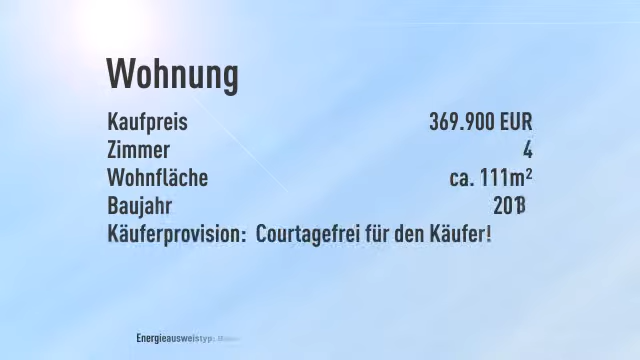 Wohnung
Kaufpreis 369.900 EUR
Zimmer 4
Wohnfläche ca. 111m²
Baujahr
Käuferprovision: Courtagefrei für den Käufer!
Energieausweistyp: